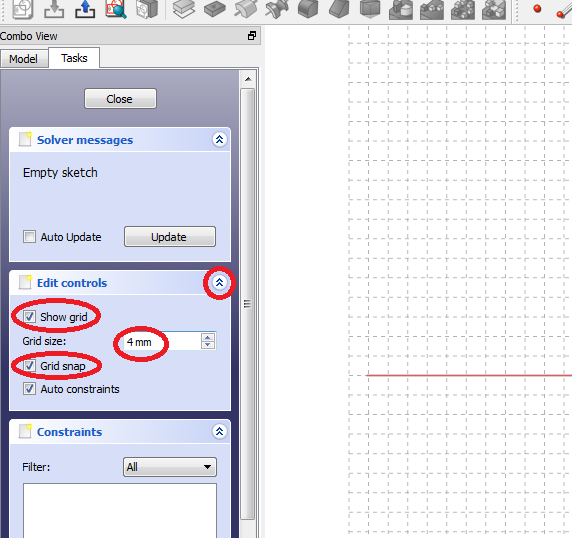 Combo View
Model Tasks
Close
Solver messages
Empty sketch
Auto Update Update
Edit controls
Show grid
Grid size: 4 mm
Grid snap
Auto constraints
Constraints
Filter: All